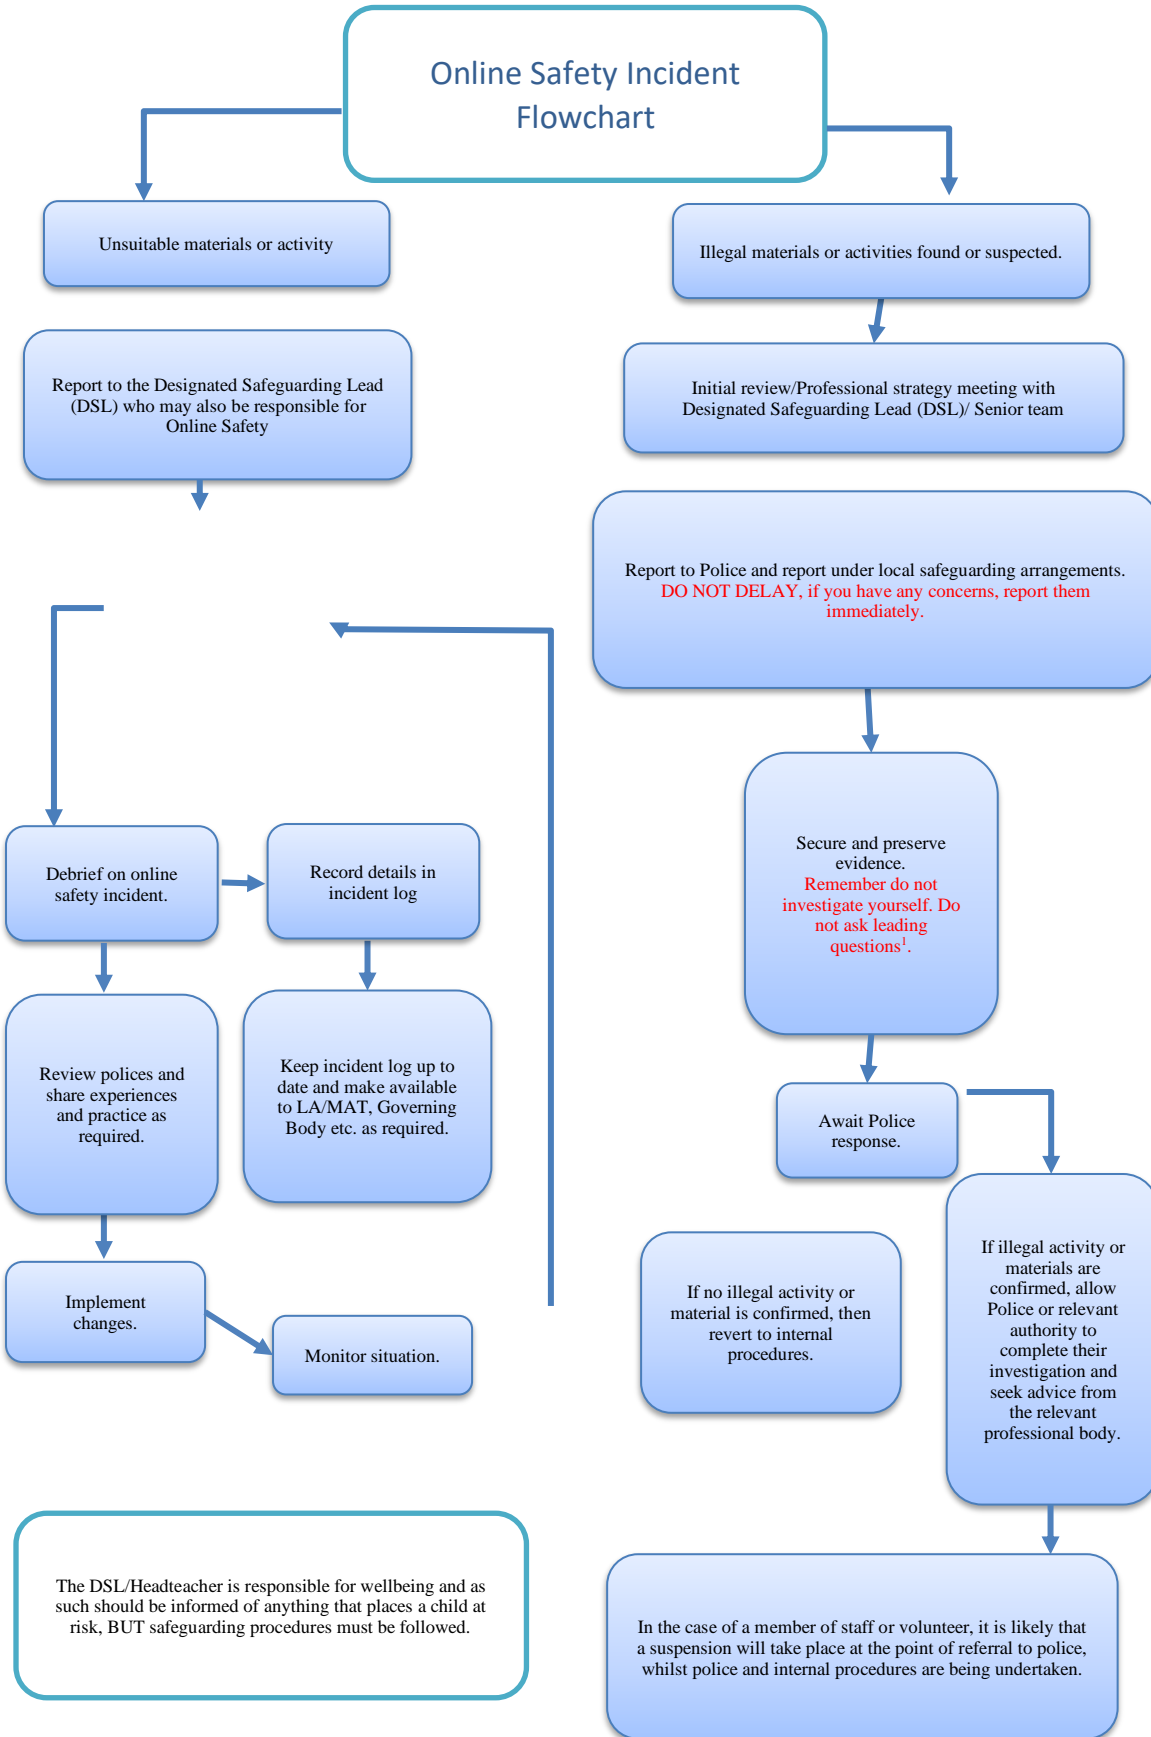 Online Safety Incident
Flowchart
Unsuitable materials or activity
Report to the Designated Safeguarding Lead
(DSL) who may also be responsible for
Online Safety
Debrief on online
safety incident.
Record details in
incident log
Review polices and
share experiences
and practice as
required.
Keep incident log up to
date and make available
to LA/MAT, Governing
Body etc. as required.
Implement
changes.
Monitor situation.
The DSL/Headteacher is responsible for wellbeing and as
such should be informed of anything that places a child at
risk, BUT safeguarding procedures must be followed.
Illegal materials or activities found or suspected.
Initial review/Professional strategy meeting with
Designated Safeguarding Lead (DSL)/ Senior team
Report to Police and report under local safeguarding arrangements.
DO NOT DELAY, if you have any concerns, report them
immediately.
Secure and preserve
evidence.
Remember do not
investigate yourself. Do
not ask leading
questions¹.
Await Police
response.
If no illegal activity or
material is confirmed, then
revert to internal
procedures.
If illegal activity or
materials are
confirmed, allow
Police or relevant
authority to
complete their
investigation and
seek advice from
the relevant
professional body.
In the case of a member of staff or volunteer, it is likely that
a suspension will take place at the point of referral to police,
whilst police and internal procedures are being undertaken.